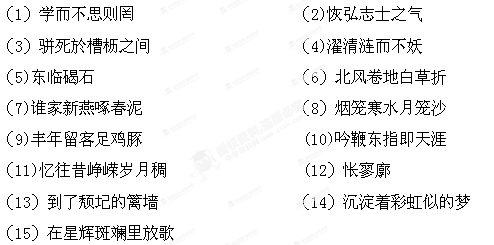 （1）学而不思则罔 (2)恢弘志士之气
（3）骈死於槽枥之间 (4)濯清涟而不妖
(5)东临碣石 (6）北风卷地白草折
(7)谁家新燕啄春泥 (8）烟笼寒水月笼沙
(9)丰年留客足鸡豚 (10)吟鞭东指即天涯
(11)忆往昔峥嵘岁月稠 (12）怅寥廓
(13）到了颓圮的篱墙 (14）沉淀着彩虹似的梦
(15）在星辉斑斓里放歌